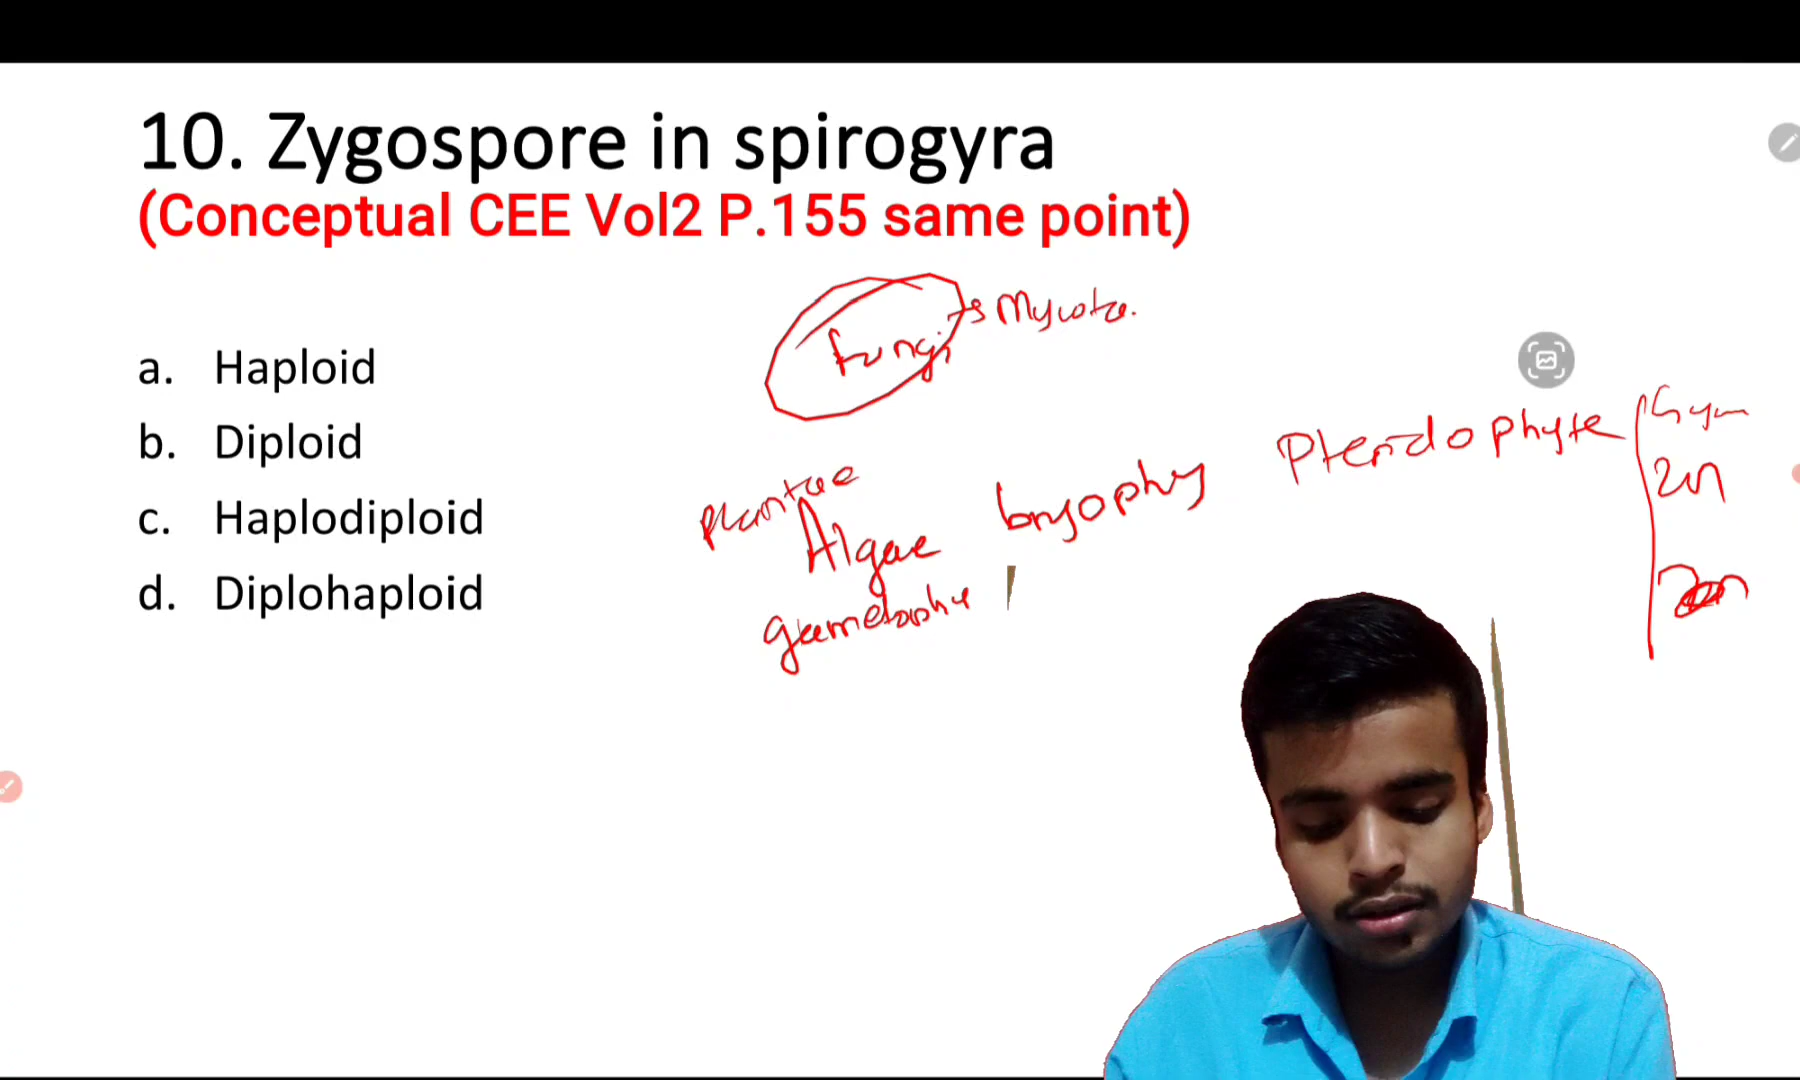 10. Zygospore in spirogyra
(Conceptual CEE Vol2 P.155 same point)
fungi → Mycota.
a. Haploid
b. Diploid
c. Haplodiploid
d. Diplohaploid
Plantae
Algae bryophy Pteridophyte Gym
2n
gametophy